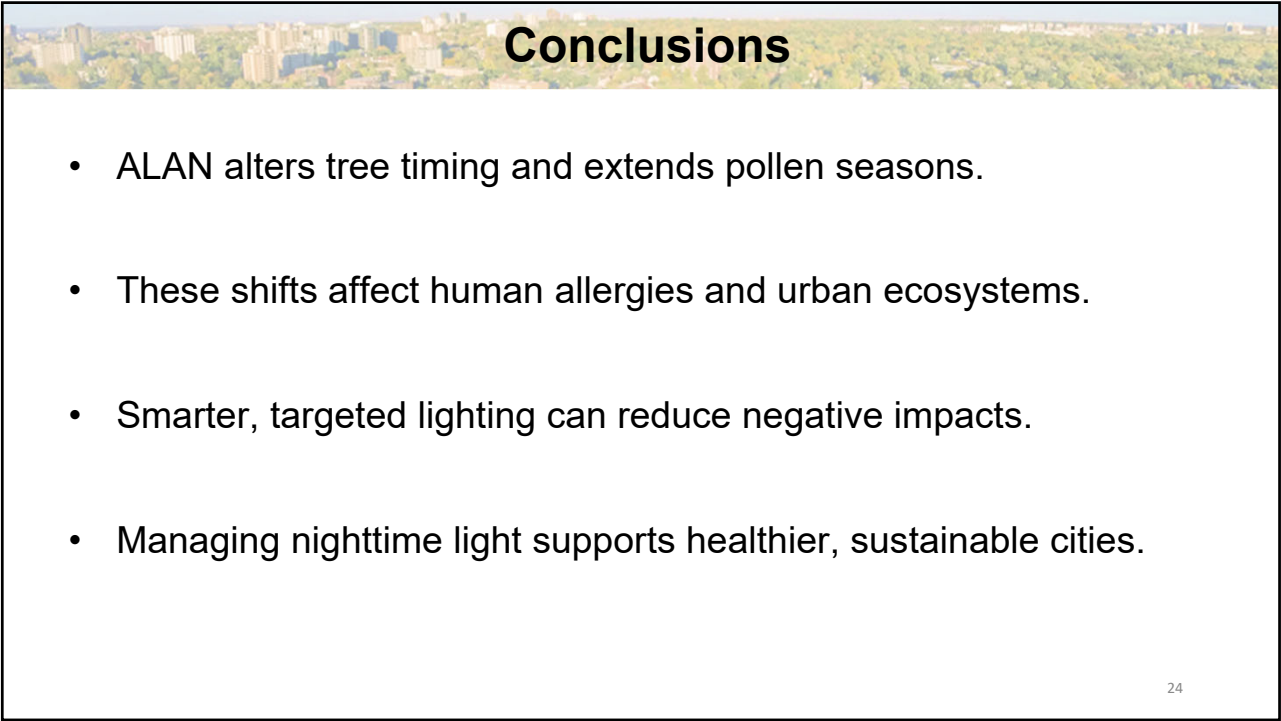 Conclusions
• ALAN alters tree timing and extends pollen seasons.
• These shifts affect human allergies and urban ecosystems.
• Smarter, targeted lighting can reduce negative impacts.
• Managing nighttime light supports healthier, sustainable cities.
24